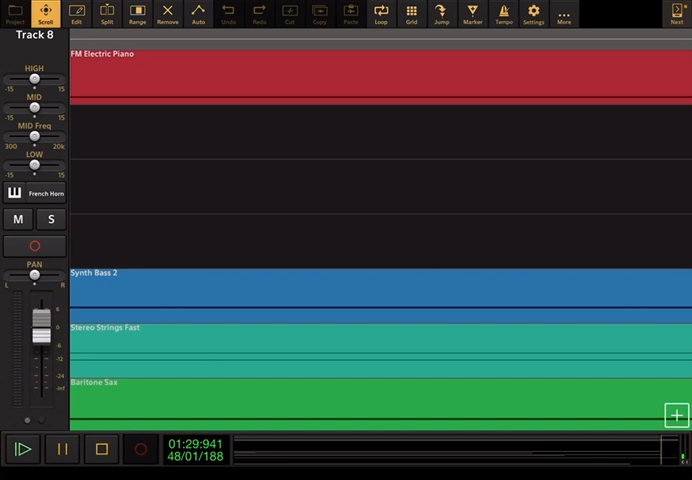 Project Scroll Edit Split Range Remove Auto Undo Redo Cut Copy Paste Loop Grid Jump Marker Tempo Settings More Next
Track 8
FM Electric Piano
HIGH
-15 15
MID
-15 15
MID Freq
300 20k
LOW
-15 15
French Horn
M S
PAN
L R
Synth Bass 2
6
0
-6
-12
-24
-inf
Stereo Strings Fast
Baritone Sax
01:29:941
48/01/188